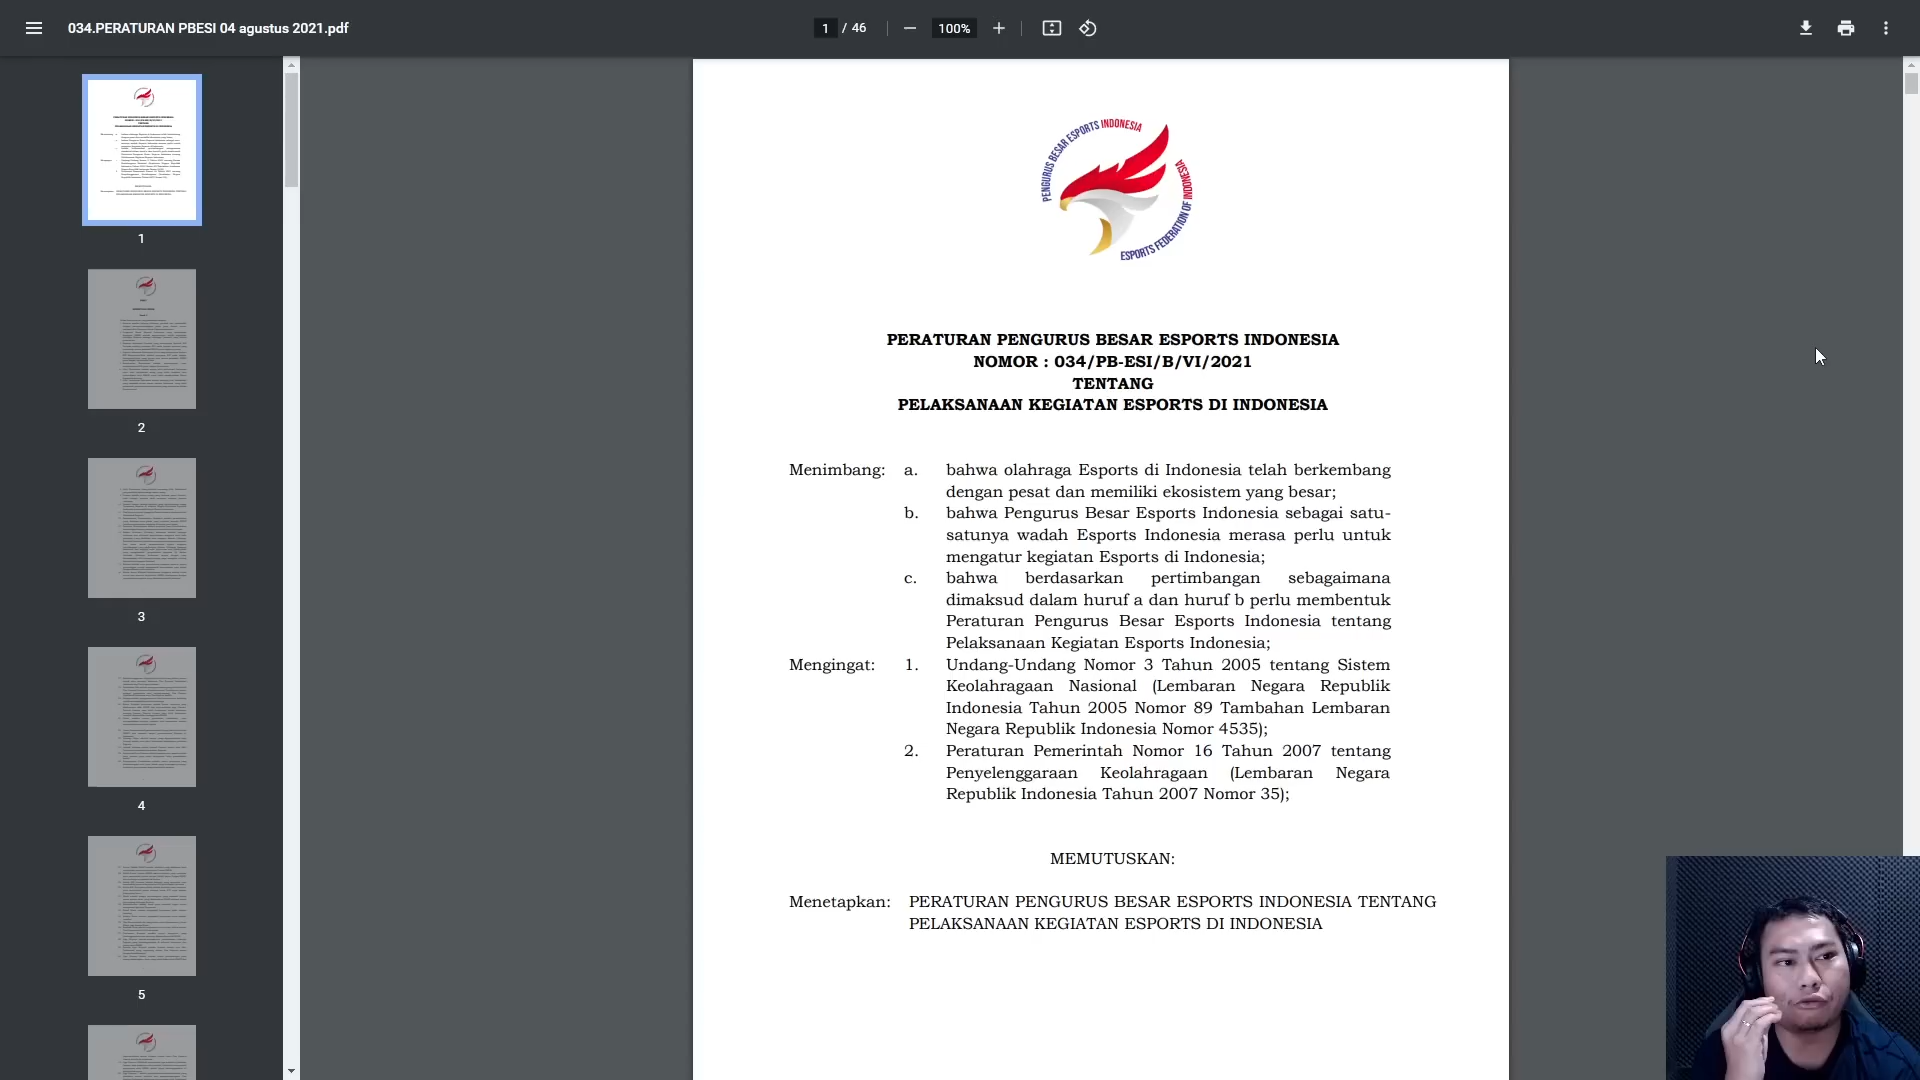 034.PERATURAN PBESI 04 agustus 2021.pdf
1 / 46
100%
1
2
3
4
5
PENGURUS BESAR ESPORTS INDONESIA
ESPORTS FEDERATION OF INDONESIA
PERATURAN PENGURUS BESAR ESPORTS INDONESIA
NOMOR : 034/PB-ESI/B/VI/2021
TENTANG
PELAKSANAAN KEGIATAN ESPORTS DI INDONESIA
Menimbang: a. bahwa olahraga Esports di Indonesia telah berkembang
dengan pesat dan memiliki ekosistem yang besar;
b. bahwa Pengurus Besar Esports Indonesia sebagai satu-
satunya wadah Esports Indonesia merasa perlu untuk
mengatur kegiatan Esports di Indonesia;
c. bahwa berdasarkan pertimbangan sebagaimana
dimaksud dalam huruf a dan huruf b perlu membentuk
Peraturan Pengurus Besar Esports Indonesia tentang
Pelaksanaan Kegiatan Esports Indonesia;
Mengingat: 1. Undang-Undang Nomor 3 Tahun 2005 tentang Sistem
Keolahragaan Nasional (Lembaran Negara Republik
Indonesia Tahun 2005 Nomor 89 Tambahan Lembaran
Negara Republik Indonesia Nomor 4535);
2. Peraturan Pemerintah Nomor 16 Tahun 2007 tentang
Penyelenggaraan Keolahragaan (Lembaran Negara
Republik Indonesia Tahun 2007 Nomor 35);
MEMUTUSKAN:
Menetapkan: PERATURAN PENGURUS BESAR ESPORTS INDONESIA TENTANG
PELAKSANAAN KEGIATAN ESPORTS DI INDONESIA